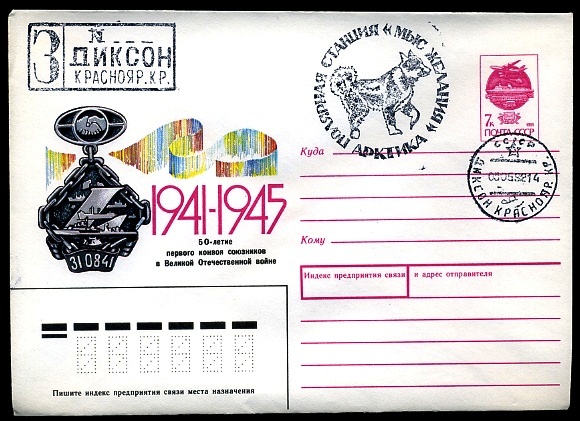 З
N
ДИКСОН
КРАСНОЯР. КР.
ПОЛЯРНАЯ СТАНЦИЯ « МЫС ЖЕЛАНИЯ »
АРКТИКА
7к
ПОЧТА СССР
СССР
ДИКСОН КРАСНОЯР. КР.
Куда
1941-1945
31 08 41
50-летие
первого конвоя союзников
в Великой Отечественной войне
Кому
Индекс предприятия связи и адрес отправителя
Пишите индекс предприятия связи места назначения